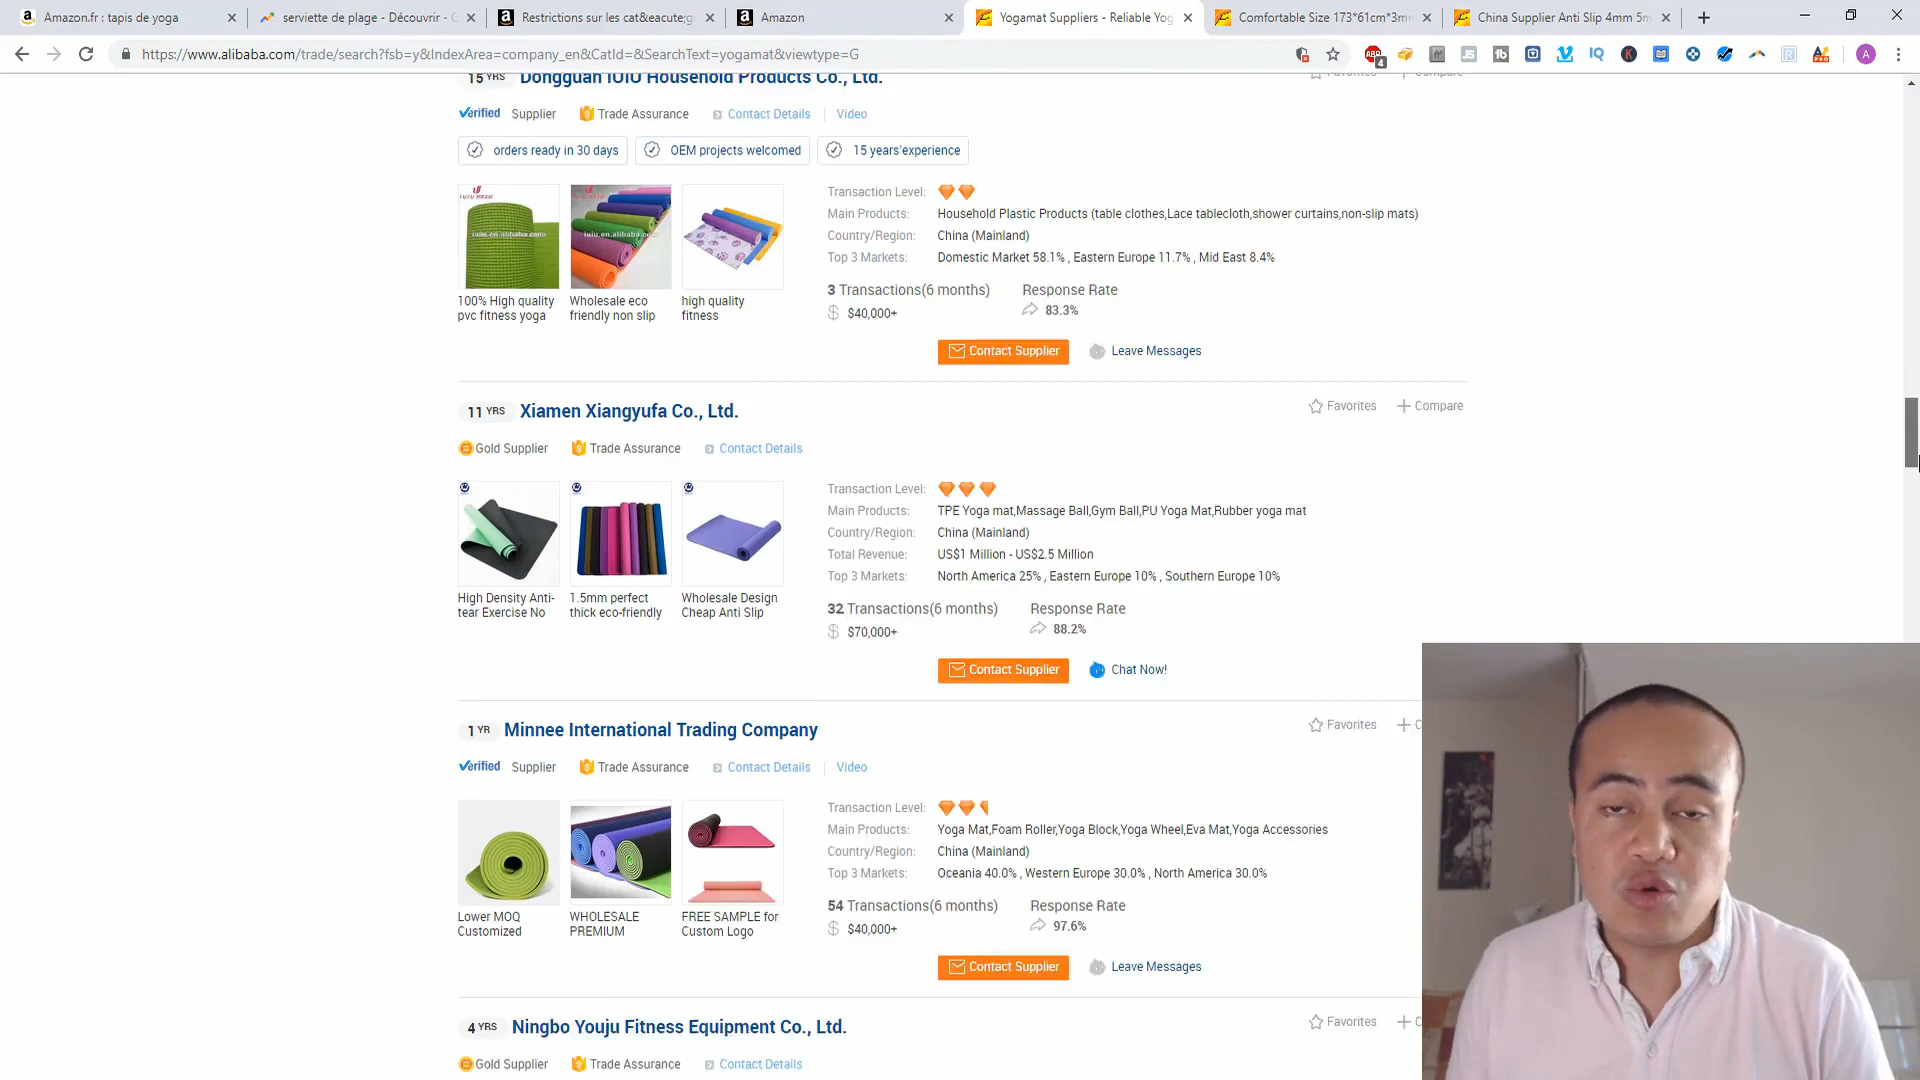 Amazon.fr : tapis de yoga
serviette de plage - Découvrir - G
Restrictions sur les cat&eacute;g
Amazon
Yogamat Suppliers - Reliable Yog
Comfortable Size 173*61cm*3m
China Supplier Anti Slip 4mm 5m
https://www.alibaba.com/trade/search?fsb=y&IndexArea=company_en&CatId=&SearchText=yogamat&viewtype=G
15 YRS Dongguan IUIU Household Products Co., Ltd.
Favorites Compare
Verified Supplier Trade Assurance Contact Details Video
orders ready in 30 days OEM projects welcomed 15 years'experience
100% High quality
pvc fitness yoga
Wholesale eco
friendly non slip
high quality
fitness
Transaction Level:
Main Products: Household Plastic Products (table clothes,Lace tablecloth,shower curtains,non-slip mats)
Country/Region: China (Mainland)
Top 3 Markets: Domestic Market 58.1% , Eastern Europe 11.7% , Mid East 8.4%
3 Transactions(6 months) Response Rate
$40,000+ 83.3%
Contact Supplier Leave Messages
11 YRS Xiamen Xiangyufa Co., Ltd.
Favorites Compare
Gold Supplier Trade Assurance Contact Details
High Density Anti-
tear Exercise No
1.5mm perfect
thick eco-friendly
Wholesale Design
Cheap Anti Slip
Transaction Level:
Main Products: TPE Yoga mat,Massage Ball,Gym Ball,PU Yoga Mat,Rubber yoga mat
Country/Region: China (Mainland)
Total Revenue: US$1 Million - US$2.5 Million
Top 3 Markets: North America 25% , Eastern Europe 10% , Southern Europe 10%
32 Transactions(6 months) Response Rate
$70,000+ 88.2%
Contact Supplier Chat Now!
1 YR Minnee International Trading Company
Favorites C
Verified Supplier Trade Assurance Contact Details Video
Lower MOQ
Customized
WHOLESALE
PREMIUM
FREE SAMPLE for
Custom Logo
Transaction Level:
Main Products: Yoga Mat,Foam Roller,Yoga Block,Yoga Wheel,Eva Mat,Yoga Accessories
Country/Region: China (Mainland)
Top 3 Markets: Oceania 40.0% , Western Europe 30.0% , North America 30.0%
54 Transactions(6 months) Response Rate
$40,000+ 97.6%
Contact Supplier Leave Messages
4 YRS Ningbo Youju Fitness Equipment Co., Ltd.
Favorites C
Gold Supplier Trade Assurance Contact Details